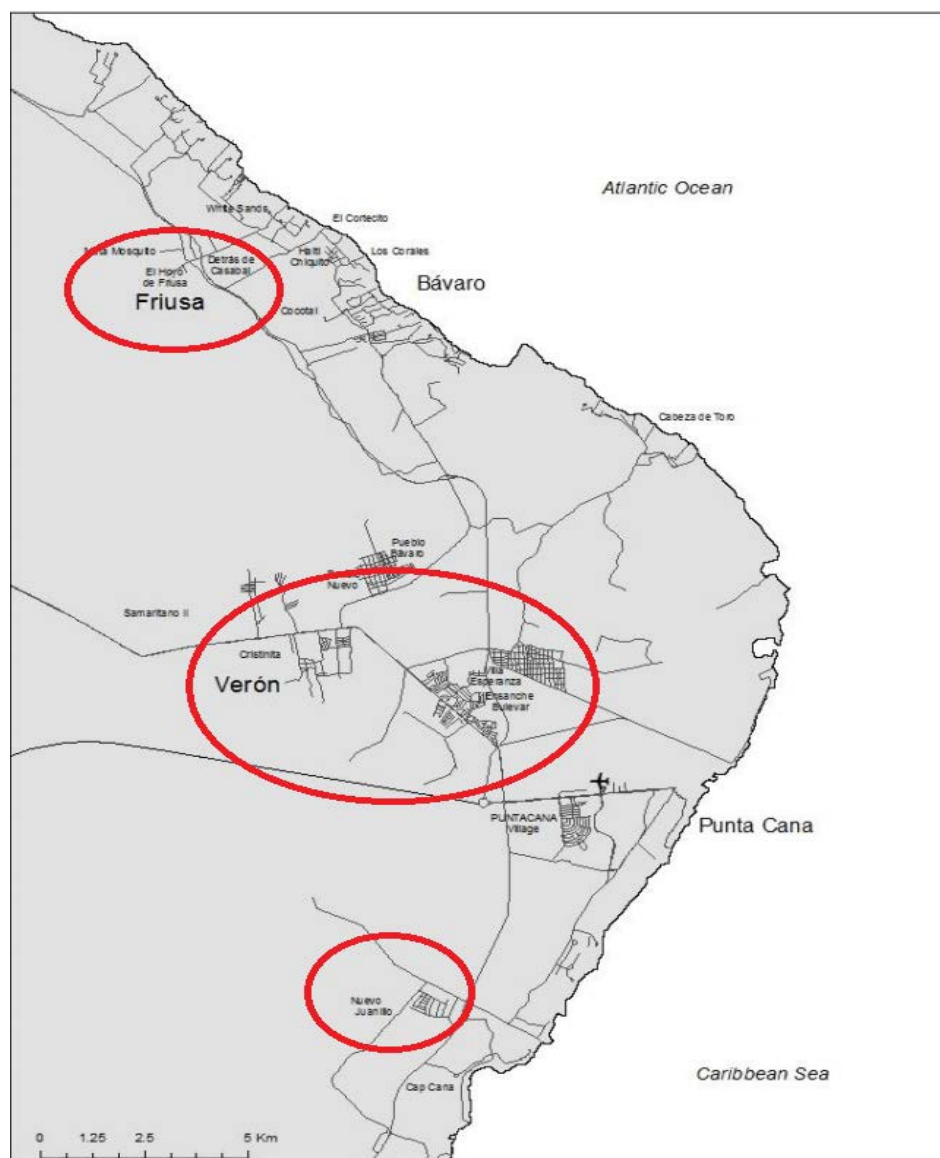 Atlantic Ocean
White Sands
El Cortecito
Mosquito
Detrás de
Casabal
Haiti
Chiquito
Los Corales
El Hoyo
de Friusa
Friusa
Bávaro
Cocotal
Cabeza de Toro
Pueblo
Bávaro
Nuevo
Samaritano II
Cristinita
Verón
Villa
Esperanza
Ensanche
Bulevar
PUNTACANA
Village
Punta Cana
Nuevo
Juanillo
Cap Cana
Caribbean Sea
0 1.25 2.5 5 Km